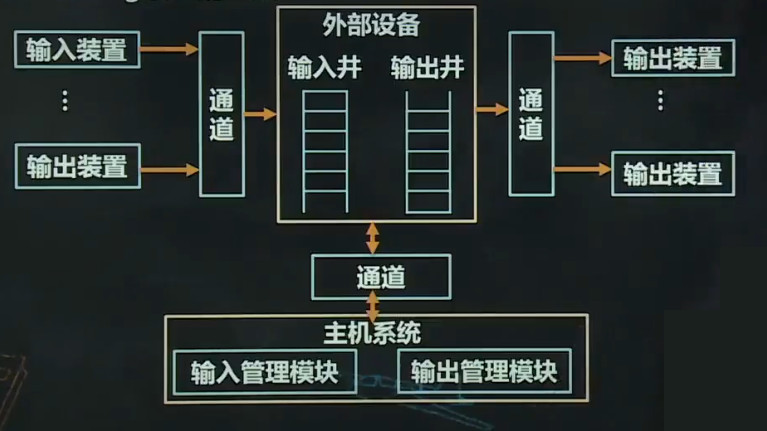 外部设备
输入井 输出井
输入装置
⋮
输出装置
通道
通道
输出装置
⋮
输出装置
通道
主机系统
输入管理模块 输出管理模块